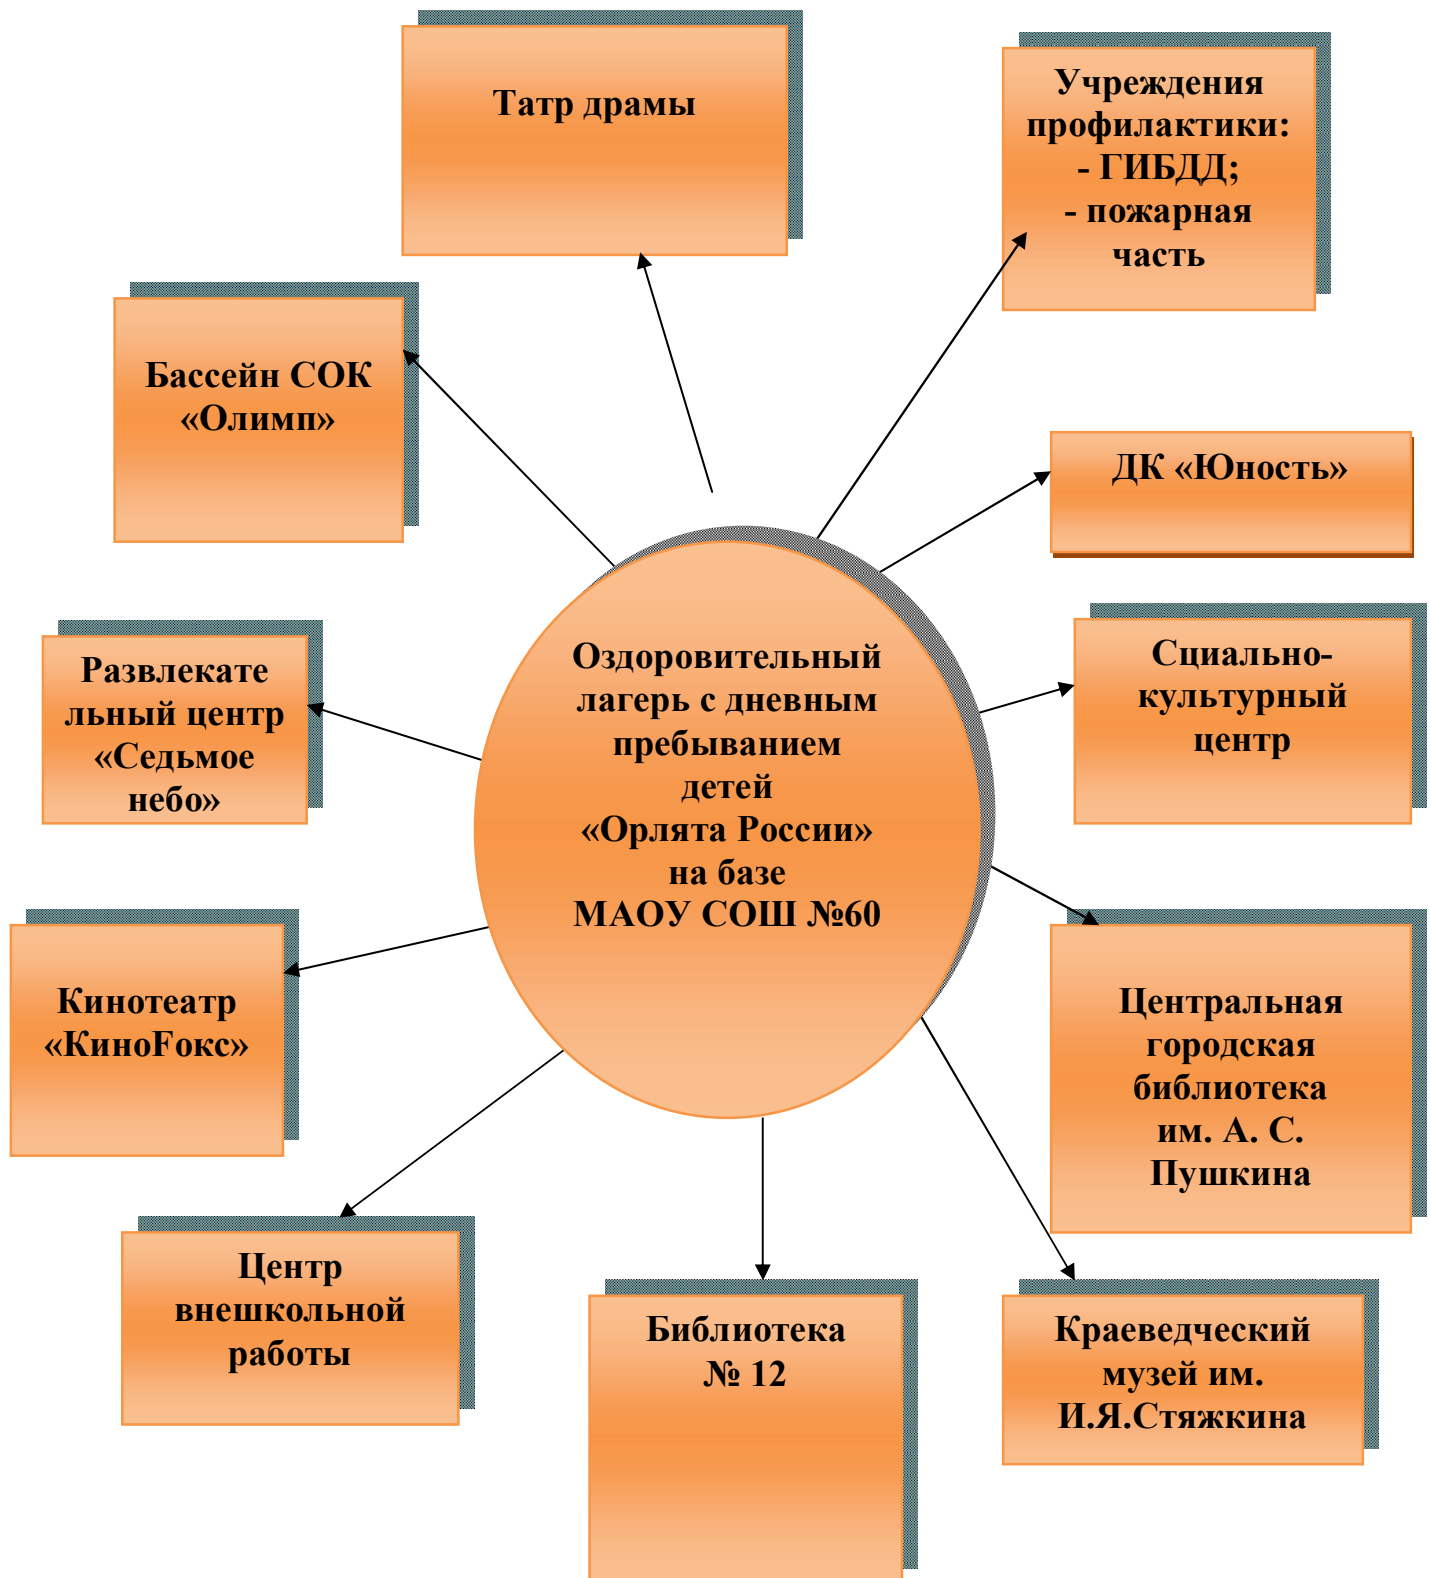 Татр драмы
Учреждения
профилактики:
- ГИБДД;
- пожарная
часть
Бассейн СОК
«Олимп»
ДК «Юность»
Развлекате
льный центр
«Седьмое
небо»
Оздоровительный
лагерь с дневным
пребыванием
детей
«Орлята России»
на базе
МАОУ СОШ №60
Сциально-
культурный
центр
Кинотеатр
«КиноFокс»
Центральная
городская
библиотека
им. А. С.
Пушкина
Центр
внешкольной
работы
Библиотека
№ 12
Краеведческий
музей им.
И.Я.Стяжкина